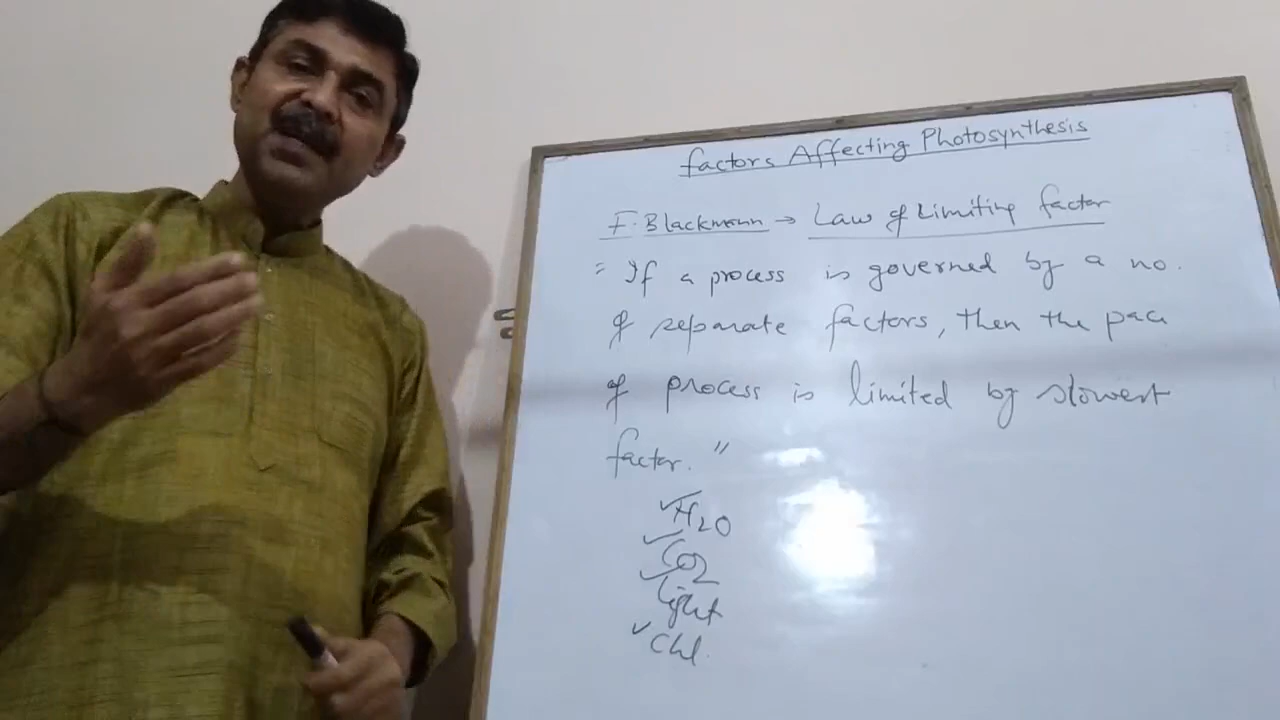 Factors Affecting Photosynthesis
F. Blackmann → Law of Limiting factor
"If a process is governed by a no.
of separate factors, then the pace
of process is limited by slowest
factor."
✓H2O
✓CO2
✓light
✓Chl.